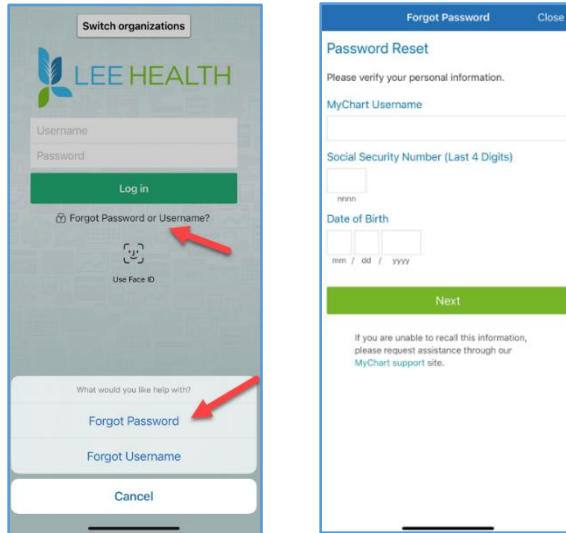 Switch organizations
LEE HEALTH
Username
Password
Log in
Forgot Password or Username?
Use Face ID
What would you like help with?
Forgot Password
Forgot Username
Cancel
Forgot Password Close
Password Reset
Please verify your personal information.
MyChart Username
Social Security Number (Last 4 Digits)
nnnn
Date of Birth
mm / dd / yyyy
Next
If you are unable to recall this information,
please request assistance through our
MyChart support site.